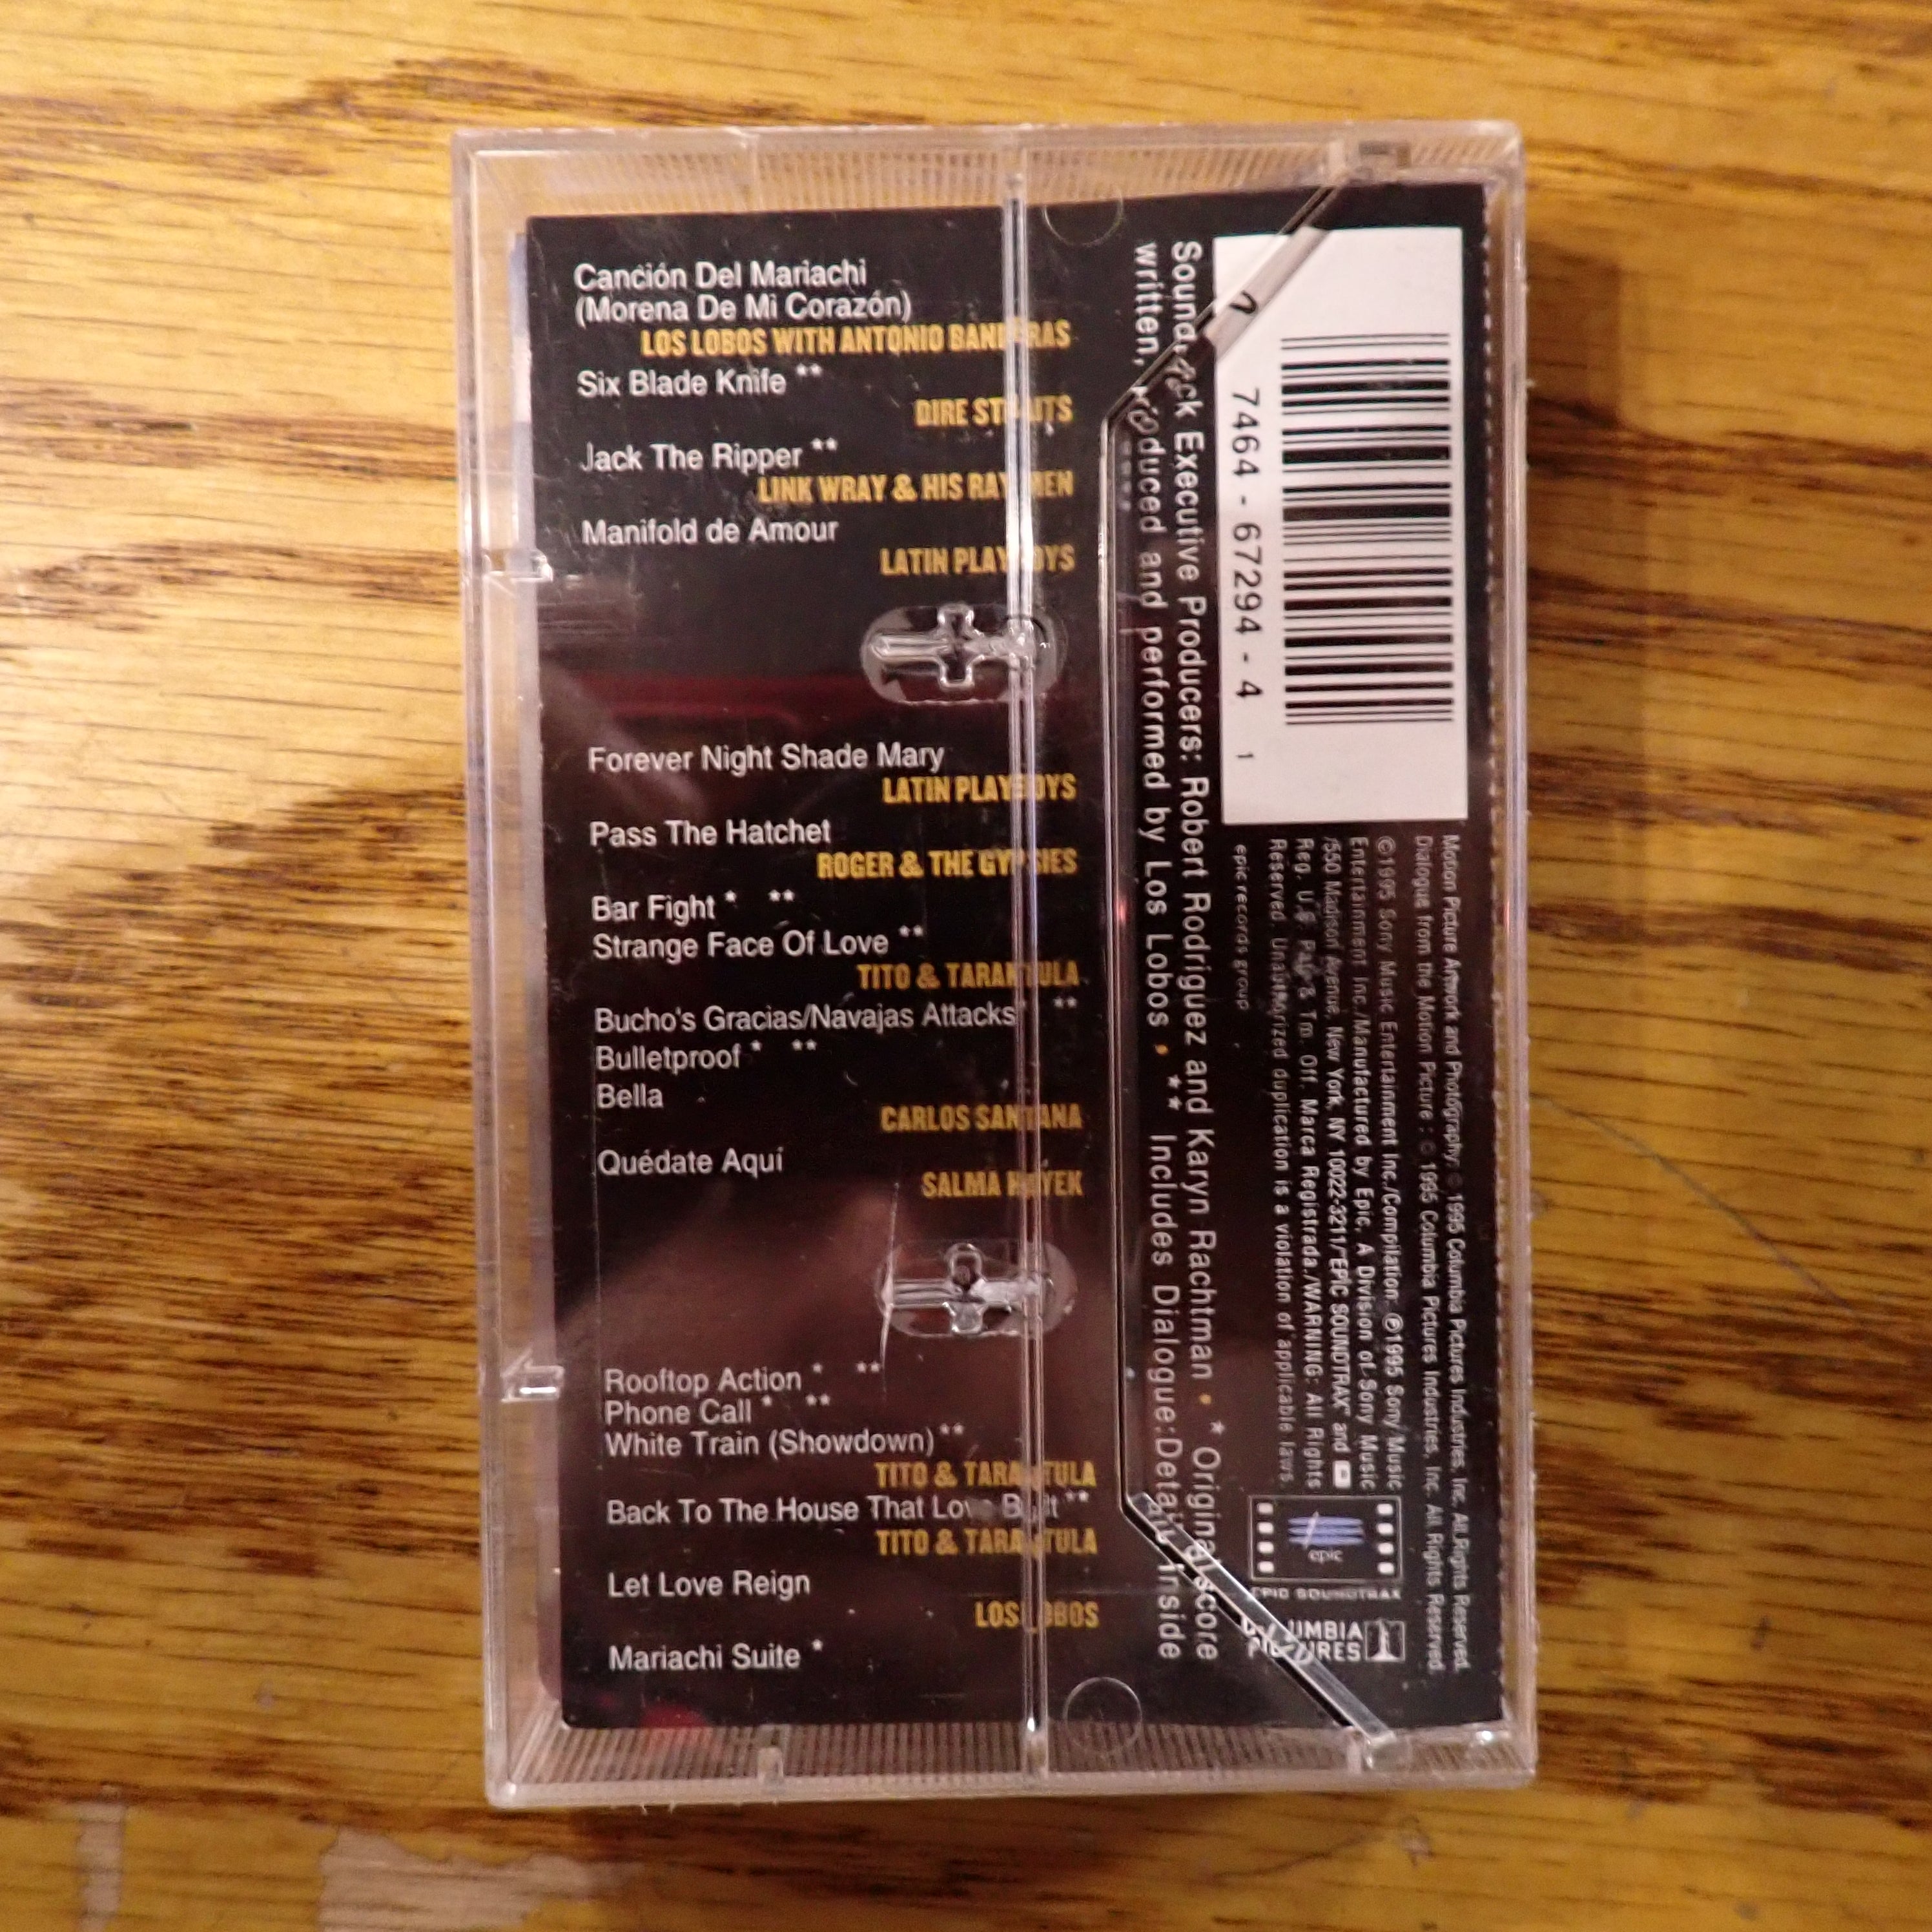 Canción Del Mariachi
(Morena De Mi Corazón)
LOS LOBOS WITH ANTONIO BANDERAS
Six Blade Knife **
DIRE STRAITS
Jack The Ripper **
LINK WRAY & HIS RAYMEN
Manifold de Amour
LATIN PLAYBOYS
Forever Night Shade Mary
LATIN PLAYBOYS
Pass The Hatchet
ROGER & THE GYPSIES
Bar Fight * **
Strange Face Of Love **
TITO & TARANTULA
Bucho's Gracias/Navajas Attacks* **
Bulletproof * **
Bella
CARLOS SANTANA
Quédate Aquí
SALMA HAYEK
Rooftop Action * **
Phone Call * **
White Train (Showdown) **
TITO & TARANTULA
Back To The House That Love Built **
TITO & TARANTULA
Let Love Reign
LOS LOBOS
Mariachi Suite *
Soundtrack Executive Producers: Robert Rodriguez and Karyn Rachtman • * Original score
written, produced and performed by Los Lobos • ** Includes Dialogue:Details Inside
7464 - 67294 - 4 1
Motion Picture Artwork and Photography: © 1995 Columbia Pictures Industries, Inc. All Rights Reserved.
Dialogue from the Motion Picture: ℗ 1995 Columbia Pictures Industries, Inc. All Rights Reserved.
©1995 Sony Music Entertainment Inc./Compilation: ℗1995 Sony Music
Entertainment Inc./Manufactured by Epic, A Division of Sony Music
/550 Madison Avenue, New York, NY 10022-3211/"EPIC SOUNDTRAX" and
Reg. U.S. Pat. & Tm. Off. Marca Registrada./WARNING: All Rights
Reserved. Unauthorized duplication is a violation of applicable laws.
epic records group
epic
EPIC SOUNDTRAX
COLUMBIA
PICTURES